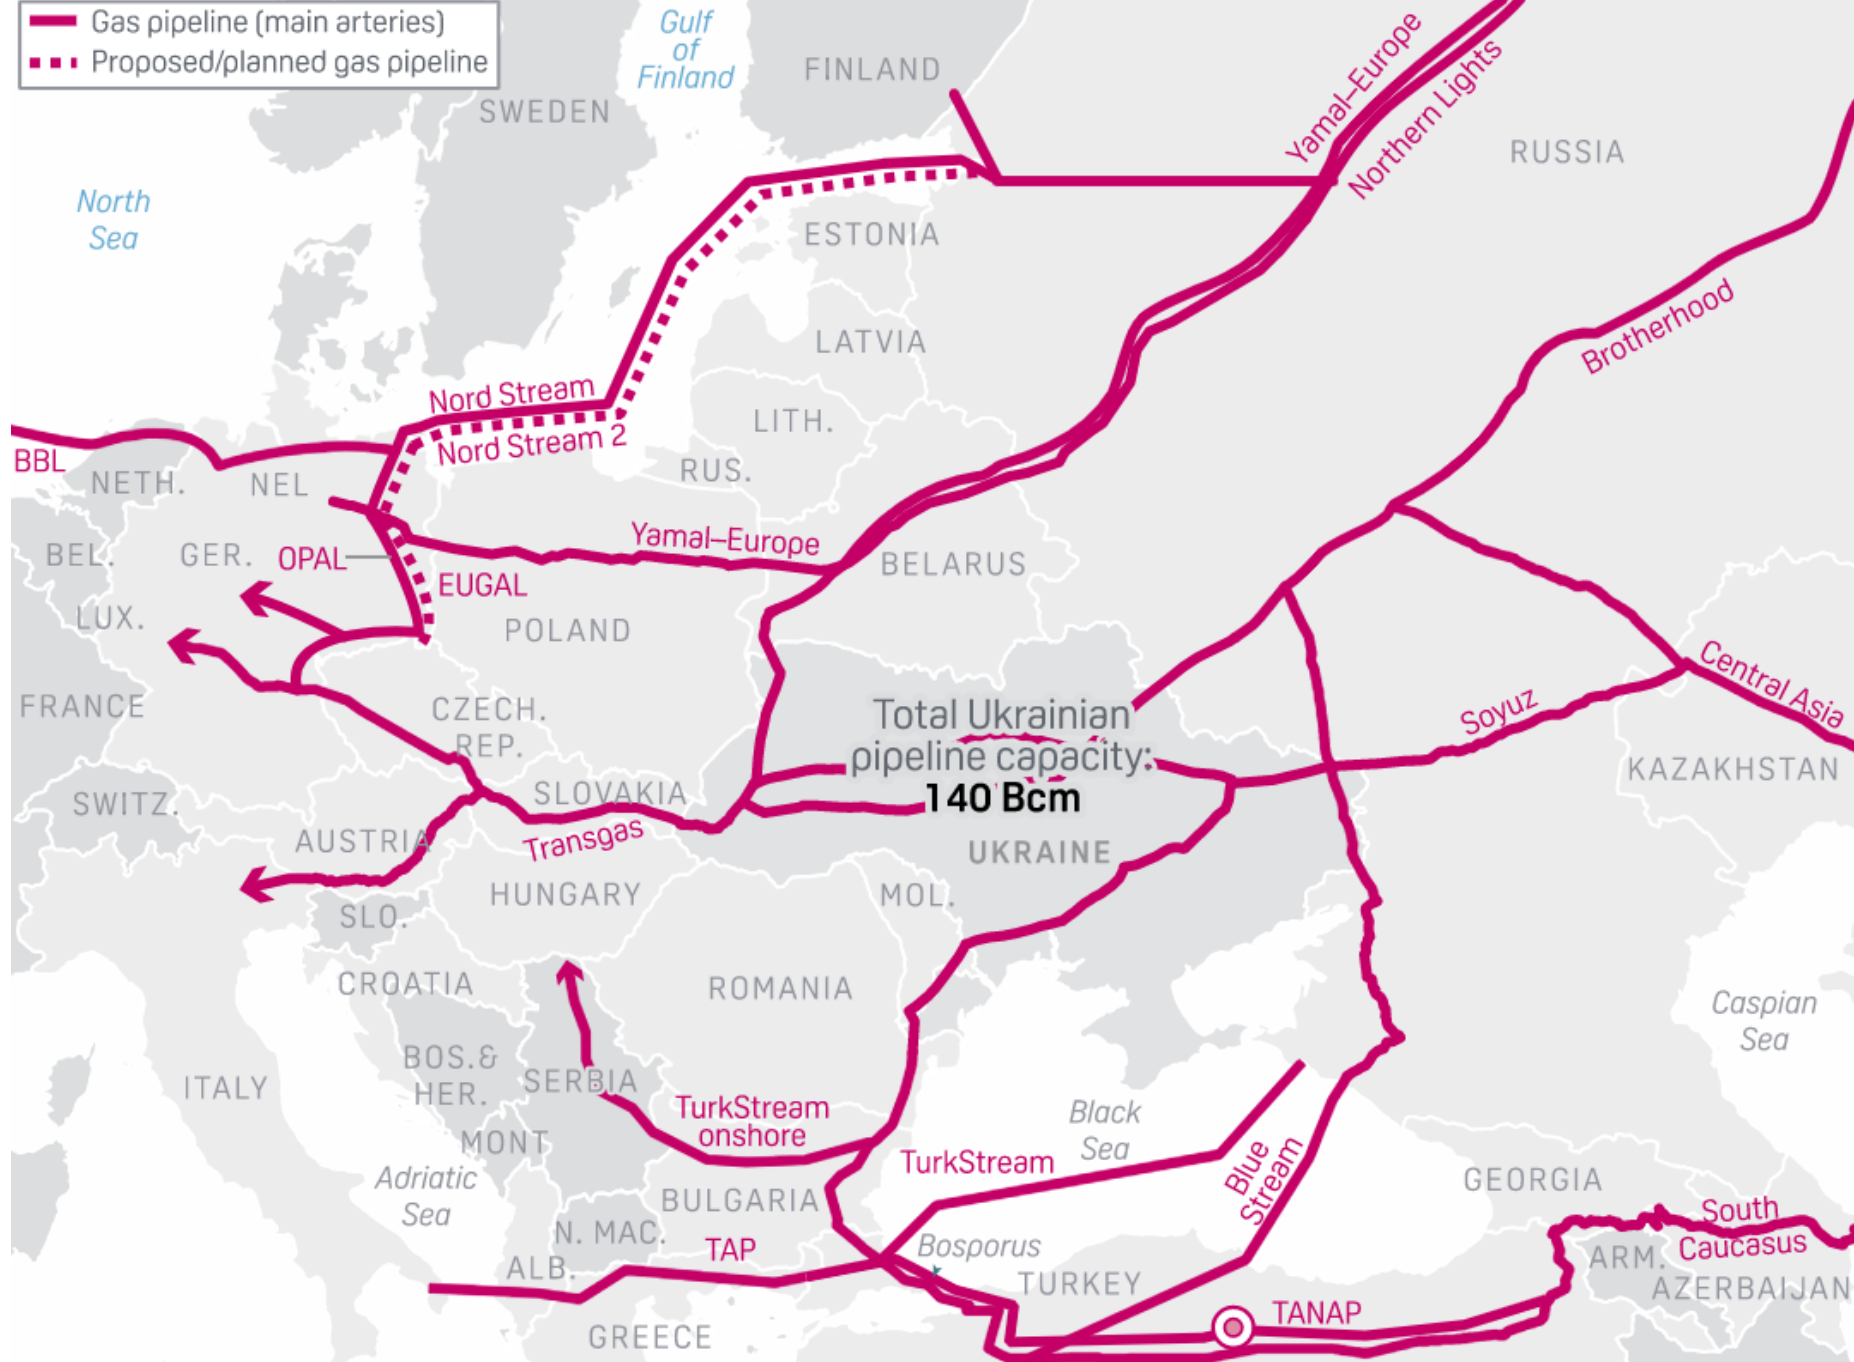 Gas pipeline (main arteries)
Proposed/planned gas pipeline
Gulf
of
Finland
FINLAND
SWEDEN
Yamal–Europe
Northern Lights
RUSSIA
North
Sea
ESTONIA
LATVIA
Brotherhood
Nord Stream
Nord Stream 2
LITH.
RUS.
BBL
NETH.
NEL
BEL.
GER.
OPAL
EUGAL
Yamal–Europe
BELARUS
LUX.
POLAND
FRANCE
CZECH.
REP.
Total Ukrainian
pipeline capacity:
140 Bcm
UKRAINE
Soyuz
Central Asia
KAZAKHSTAN
SWITZ.
AUSTRIA
SLOVAKIA
Transgas
HUNGARY
MOL.
SLO.
CROATIA
ROMANIA
Caspian
Sea
BOS.&
HER.
SERBIA
ITALY
MONT
TurkStream
onshore
Black
Sea
TurkStream
Blue
Stream
Adriatic
Sea
BULGARIA
GEORGIA
N. MAC.
TAP
ALB.
Bosporus
TURKEY
South
Caucasus
ARM.
AZERBAIJAN
TANAP
GREECE